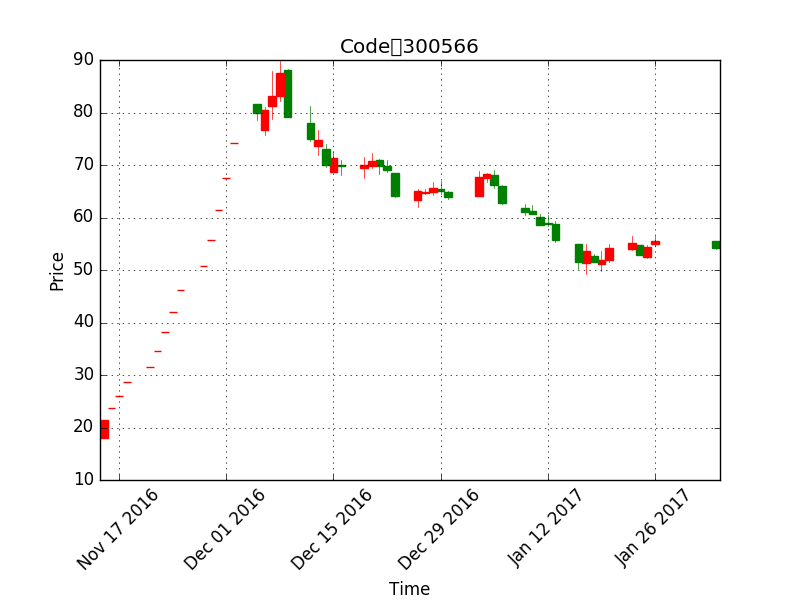 Code▯300566
90
80
70
60
50
40
30
20
10
Price
Nov 17 2016
Dec 01 2016
Dec 15 2016
Dec 29 2016
Jan 12 2017
Jan 26 2017
Time